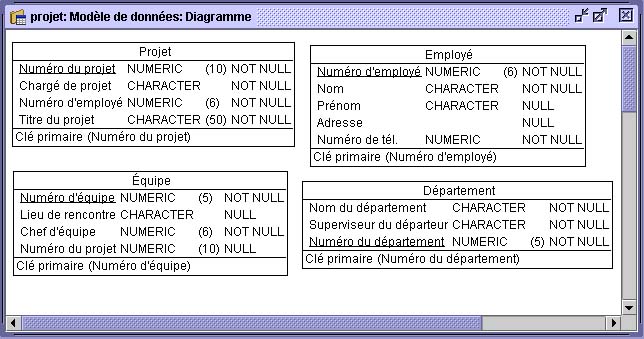 projet: Modèle de données: Diagramme
Projet
Numéro du projet NUMERIC (10) NOT NULL
Chargé de projet CHARACTER NOT NULL
Numéro d'employé NUMERIC (6) NOT NULL
Titre du projet CHARACTER (50) NOT NULL
Clé primaire (Numéro du projet)
Employé
Numéro d'employé NUMERIC (6) NOT NULL
Nom CHARACTER NOT NULL
Prénom CHARACTER NULL
Adresse NULL
Numéro de tél. NUMERIC NOT NULL
Clé primaire (Numéro d'employé)
Équipe
Numéro d'équipe NUMERIC (5) NOT NULL
Lieu de rencontre CHARACTER NULL
Chef d'équipe NUMERIC (6) NOT NULL
Numéro du projet NUMERIC (10) NULL
Clé primaire (Numéro d'équipe)
Département
Nom du département CHARACTER NOT NULL
Superviseur du départeur CHARACTER NOT NULL
Numéro du département NUMERIC (5) NOT NULL
Clé primaire (Numéro du département)